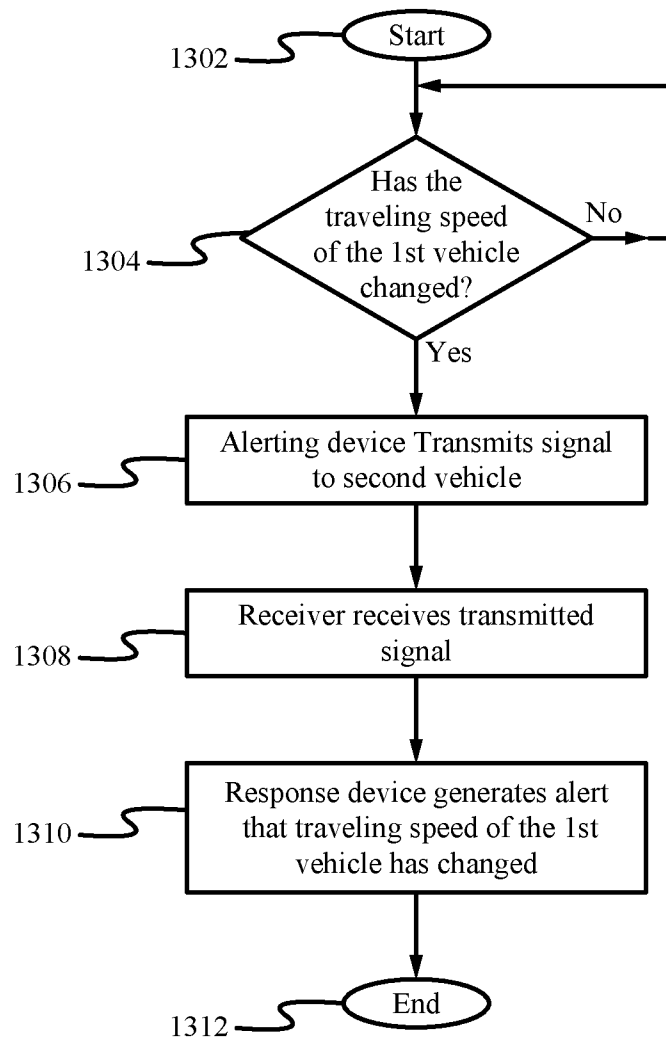 Start
1302
Has the
traveling speed
of the 1st vehicle
changed?
No
1304
Yes
Alerting device Transmits signal
to second vehicle
1306
Receiver receives transmitted
signal
1308
Response device generates alert
that traveling speed of the 1st
vehicle has changed
1310
End
1312